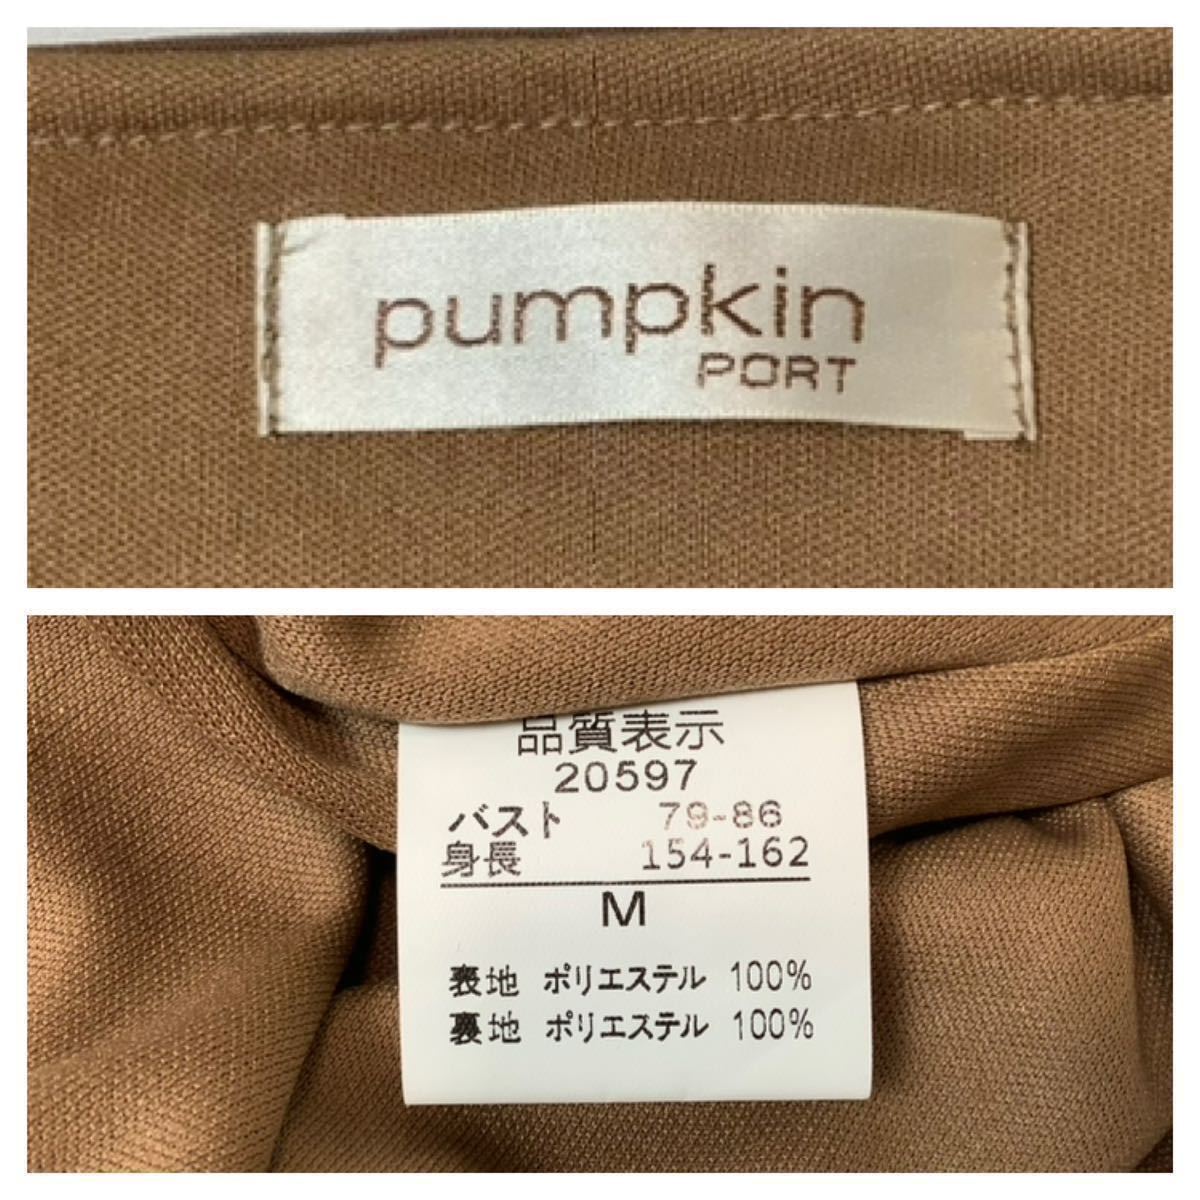 pumpkin
PORT
品質表示
20597
バスト 79-86
身長 154-162
M
表地 ポリエステル 100%
裏地 ポリエステル 100%